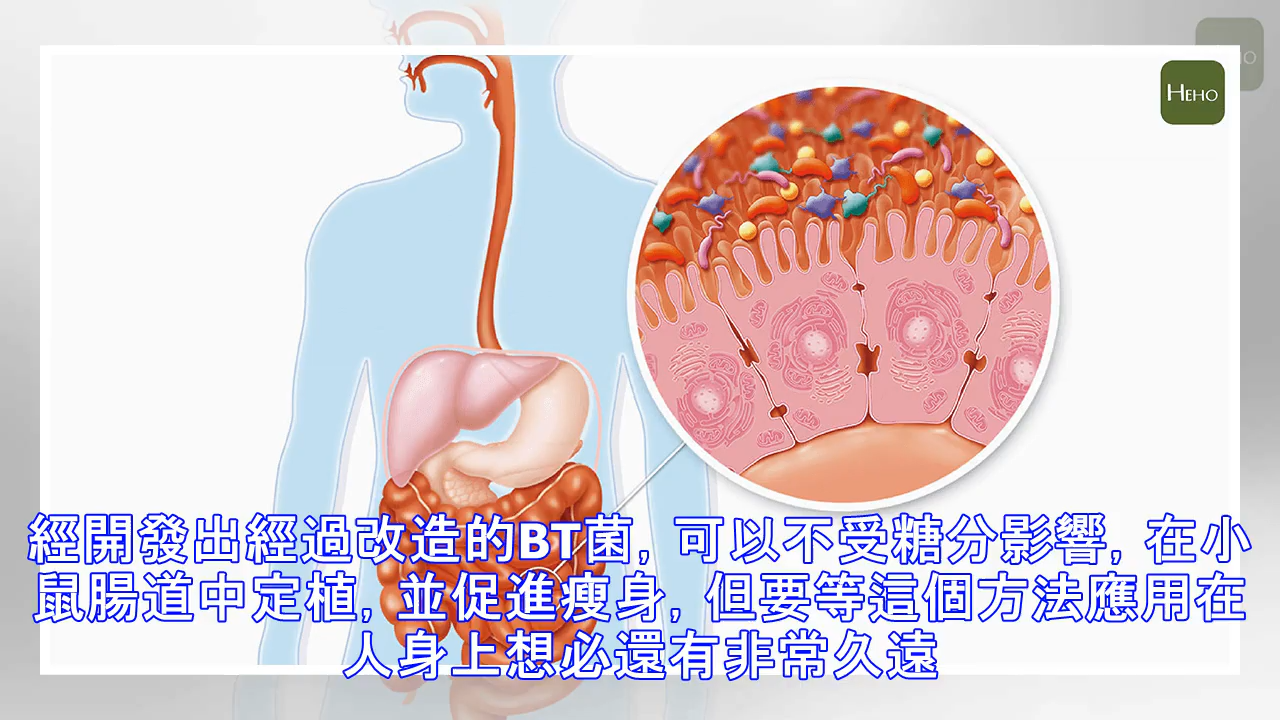 HEHO
經開發出經過改造的BT菌, 可以不受糖分影響, 在小
鼠腸道中定植, 並促進瘦身, 但要等這個方法應用在
人身上想必還有非常久遠